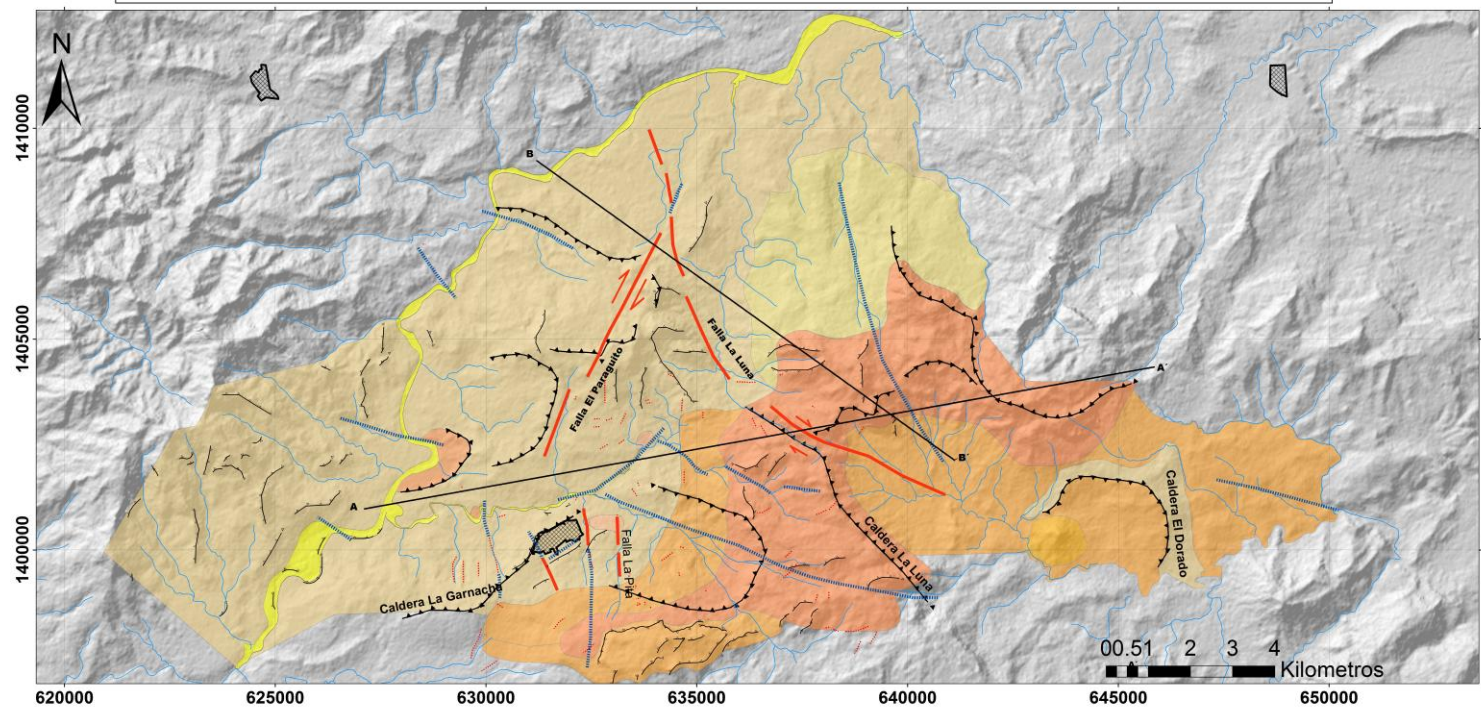 N
1410000
1405000
1400000
B
Falla La Luna
Falla El Paraguito
A´
B´
A
Caldera El Dorado
Caldera La Luna
Falla La Pita
Caldera La Garnacha
00.51 2 3 4
Kilometros
620000 625000 630000 635000 640000 645000 650000